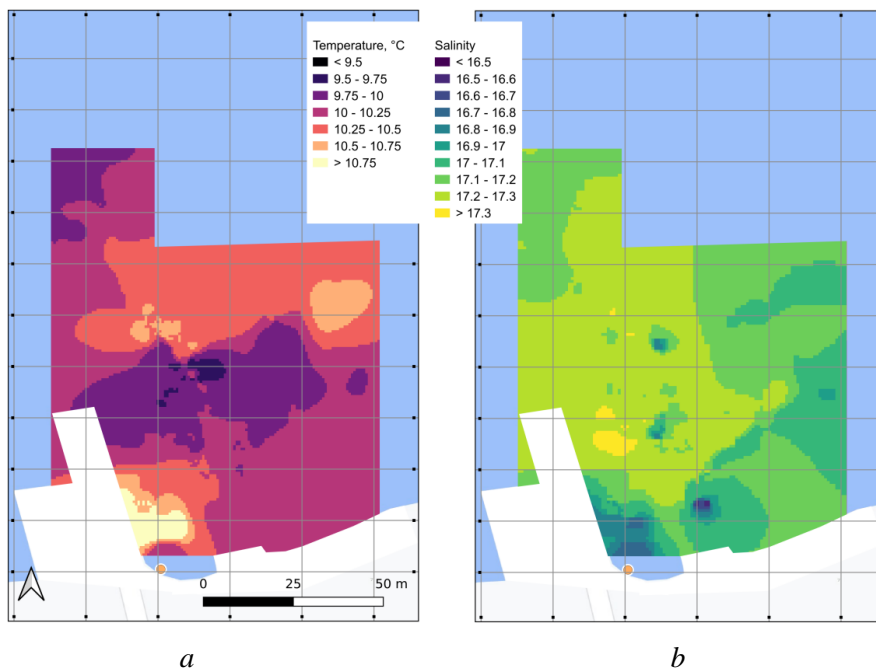 Temperature, °C
< 9.5
9.5 - 9.75
9.75 - 10
10 - 10.25
10.25 - 10.5
10.5 - 10.75
> 10.75
Salinity
< 16.5
16.5 - 16.6
16.6 - 16.7
16.7 - 16.8
16.8 - 16.9
16.9 - 17
17 - 17.1
17.1 - 17.2
17.2 - 17.3
> 17.3
0 25 50 m
a
b